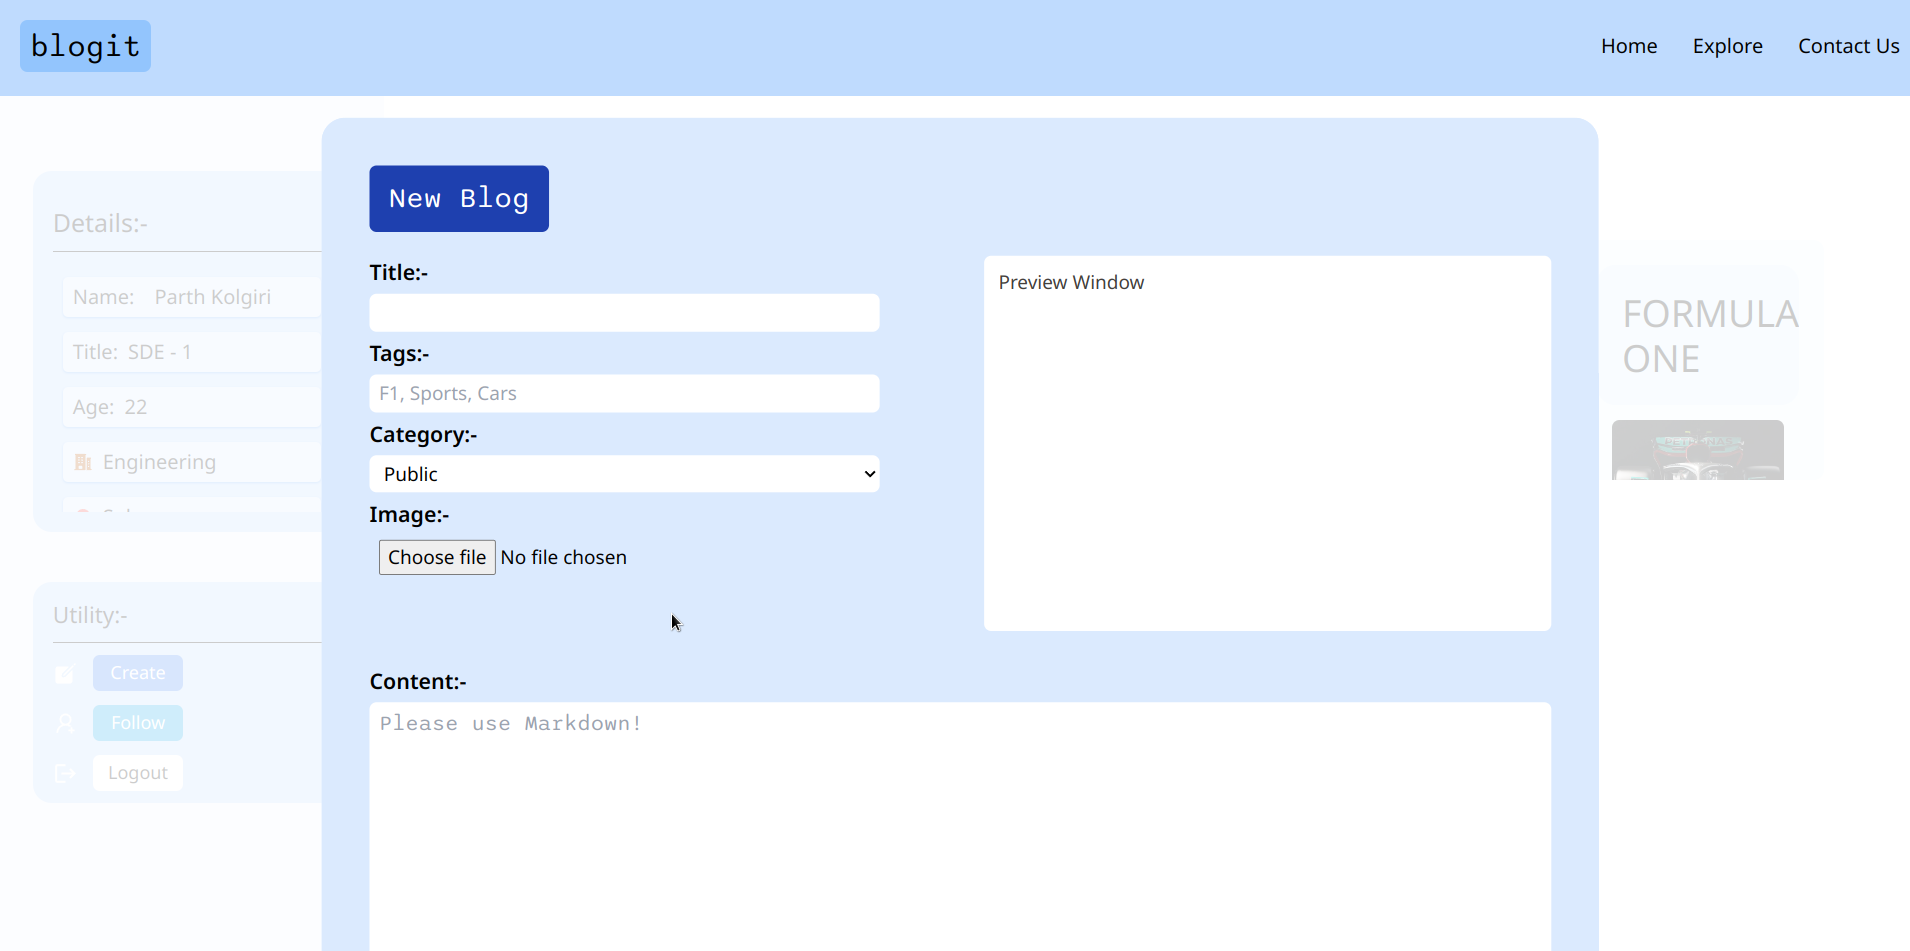 blogit
Home
Explore
Contact Us
Details:-
Name: Parth Kolgiri
Title: SDE - 1
Age: 22
Engineering
Utility:-
Create
Follow
Logout
New Blog
Title:-
Tags:-
F1, Sports, Cars
Category:-
Public
Image:-
Choose file No file chosen
Preview Window
Content:-
Please use Markdown!
FORMULA
ONE